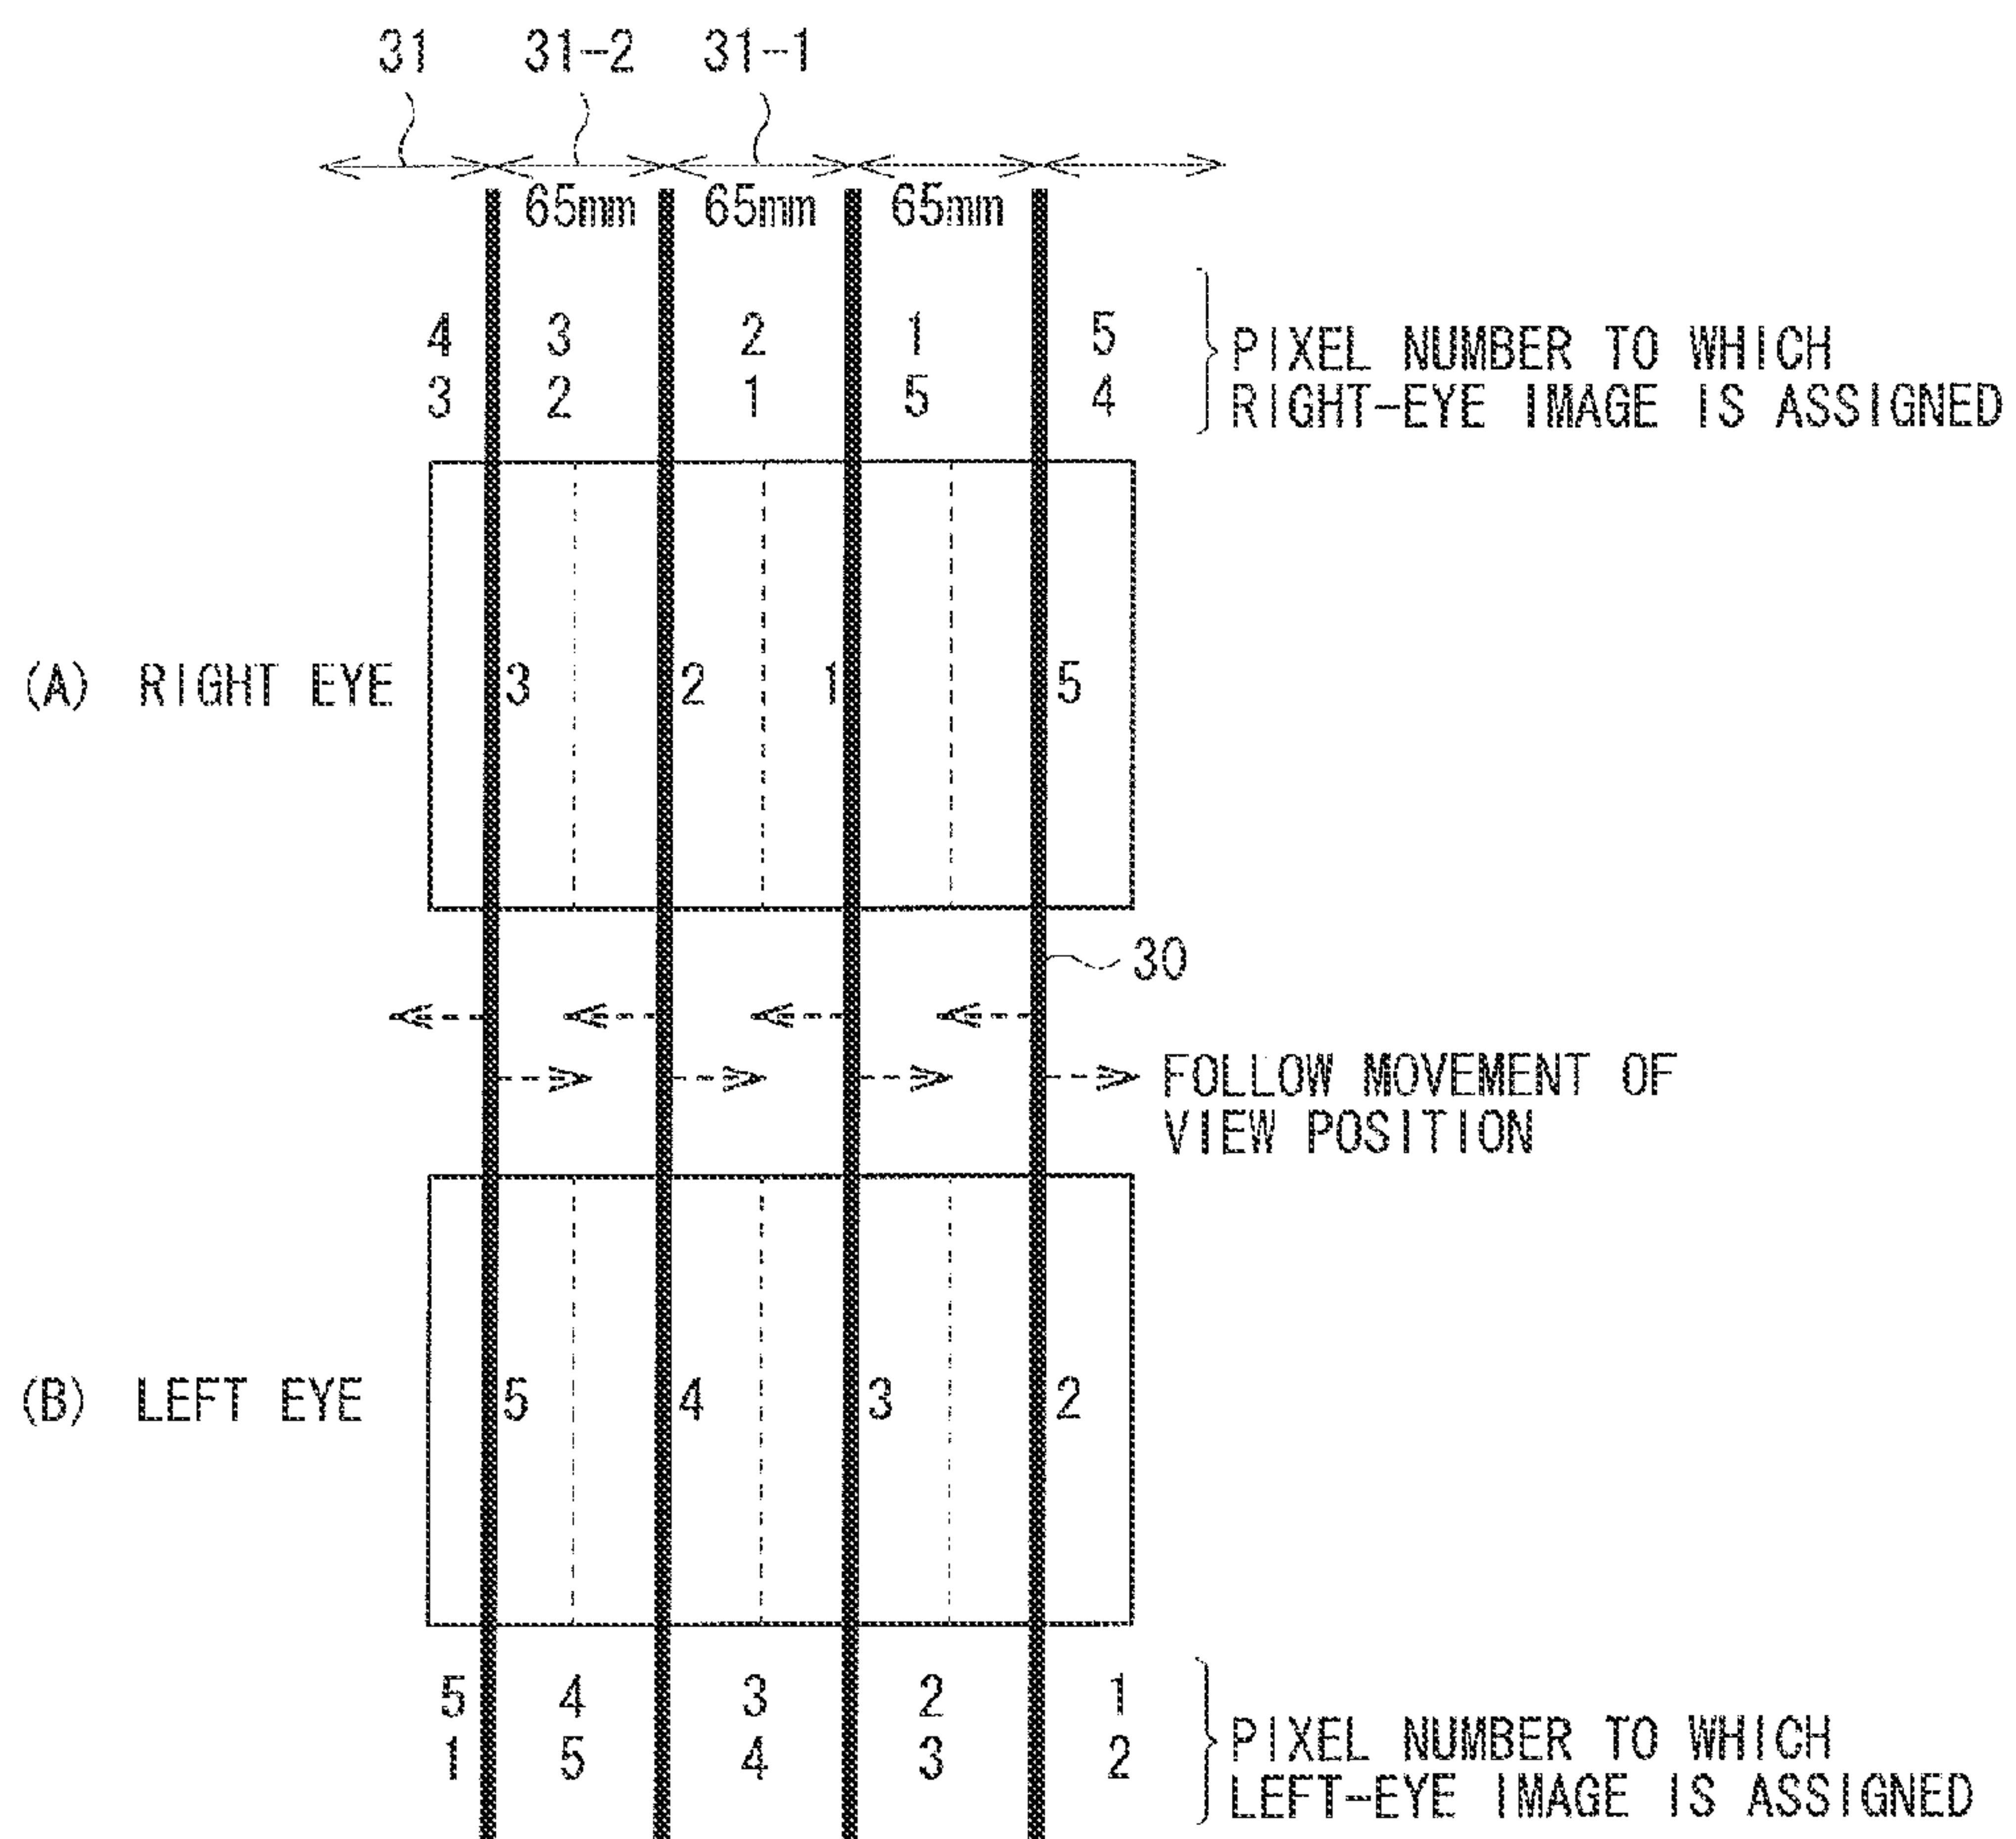 31 31-2 31-1
65mm 65mm 65mm
4 3 2 1 5 PIXEL NUMBER TO WHICH
3 2 1 5 4 RIGHT-EYE IMAGE IS ASSIGNED
(A) RIGHT EYE 3 2 1 5
30
FOLLOW MOVEMENT OF
VIEW POSITION
(B) LEFT EYE 5 4 3 2
5 4 3 2 1 PIXEL NUMBER TO WHICH
1 5 4 3 2 LEFT-EYE IMAGE IS ASSIGNED